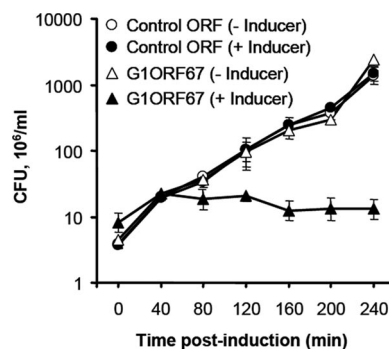 Control ORF (- Inducer)
Control ORF (+ Inducer)
G1ORF67 (- Inducer)
G1ORF67 (+ Inducer)
CFU, 10⁶/ml
10000
1000
100
10
1
0 40 80 120 160 200 240
Time post-induction (min)